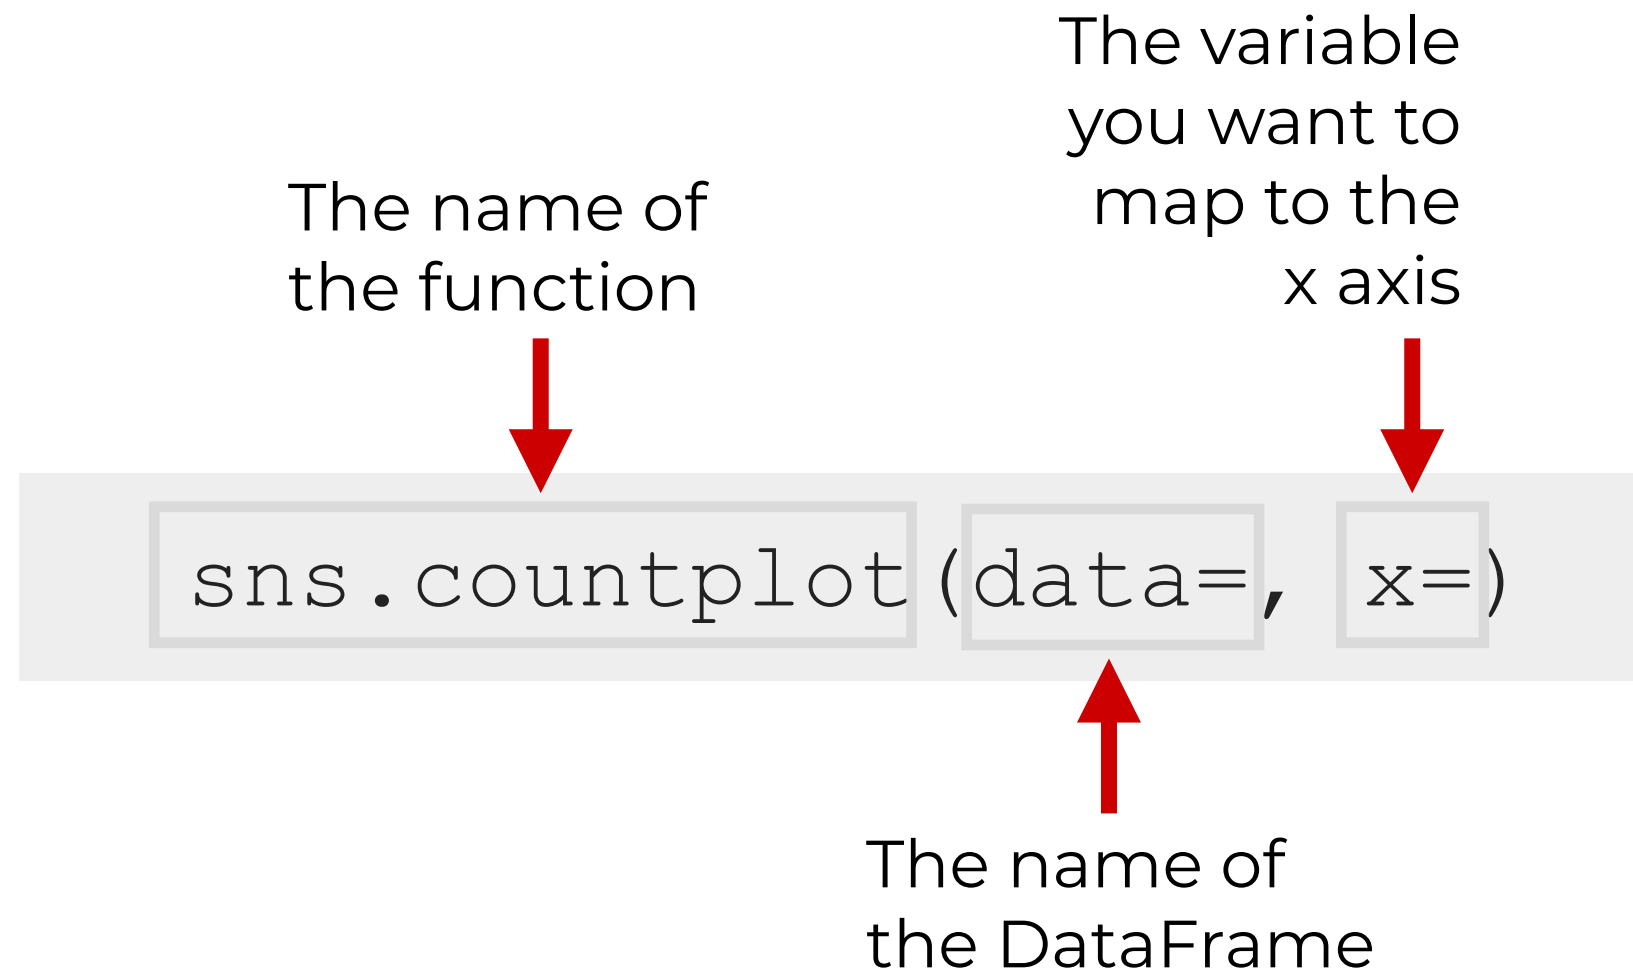 The variable
you want to
map to the
x axis
The name of
the function
sns.countplot(data=, x=)
The name of
the DataFrame